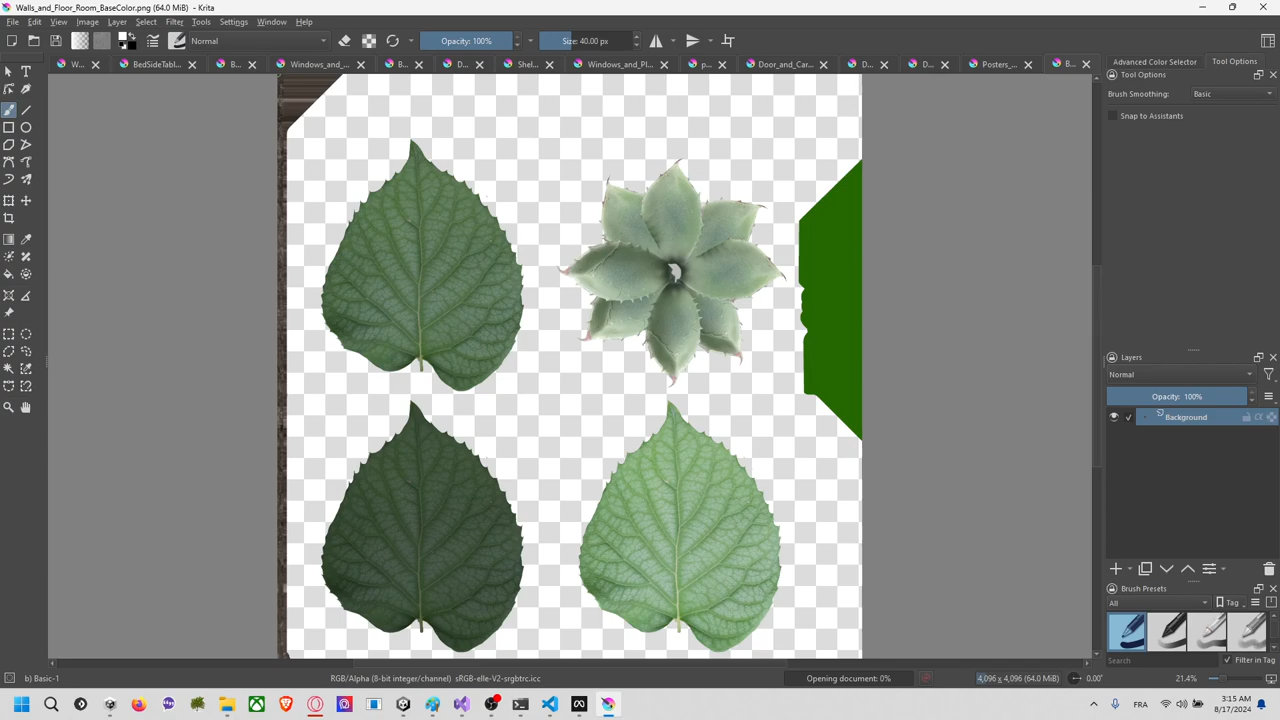 Walls_and_Floor_Room_BaseColor.png (64.0 MiB) - Krita
File Edit View Image Layer Select Filter Tools Settings Window Help
Normal
Opacity: 100%
Size: 40.00 px
W...
BedSideTabl...
B...
Windows_and_...
B...
D...
Shel...
Windows_and_Pl...
p...
Door_and_Car...
D...
D...
Posters_...
B...
Advanced Color Selector
Tool Options
Tool Options
Brush Smoothing: Basic
Snap to Assistants
Layers
Normal
Opacity: 100%
Background
Brush Presets
All
Tag
Search
Filter in Tag
b) Basic-1
RGB/Alpha (8-bit integer/channel) sRGB-elle-V2-srgbtrc.icc
Opening document: 0%
4,096 x 4,096 (64.0 MiB)
0.00°
21.4%
FRA
3:15 AM
8/17/2024